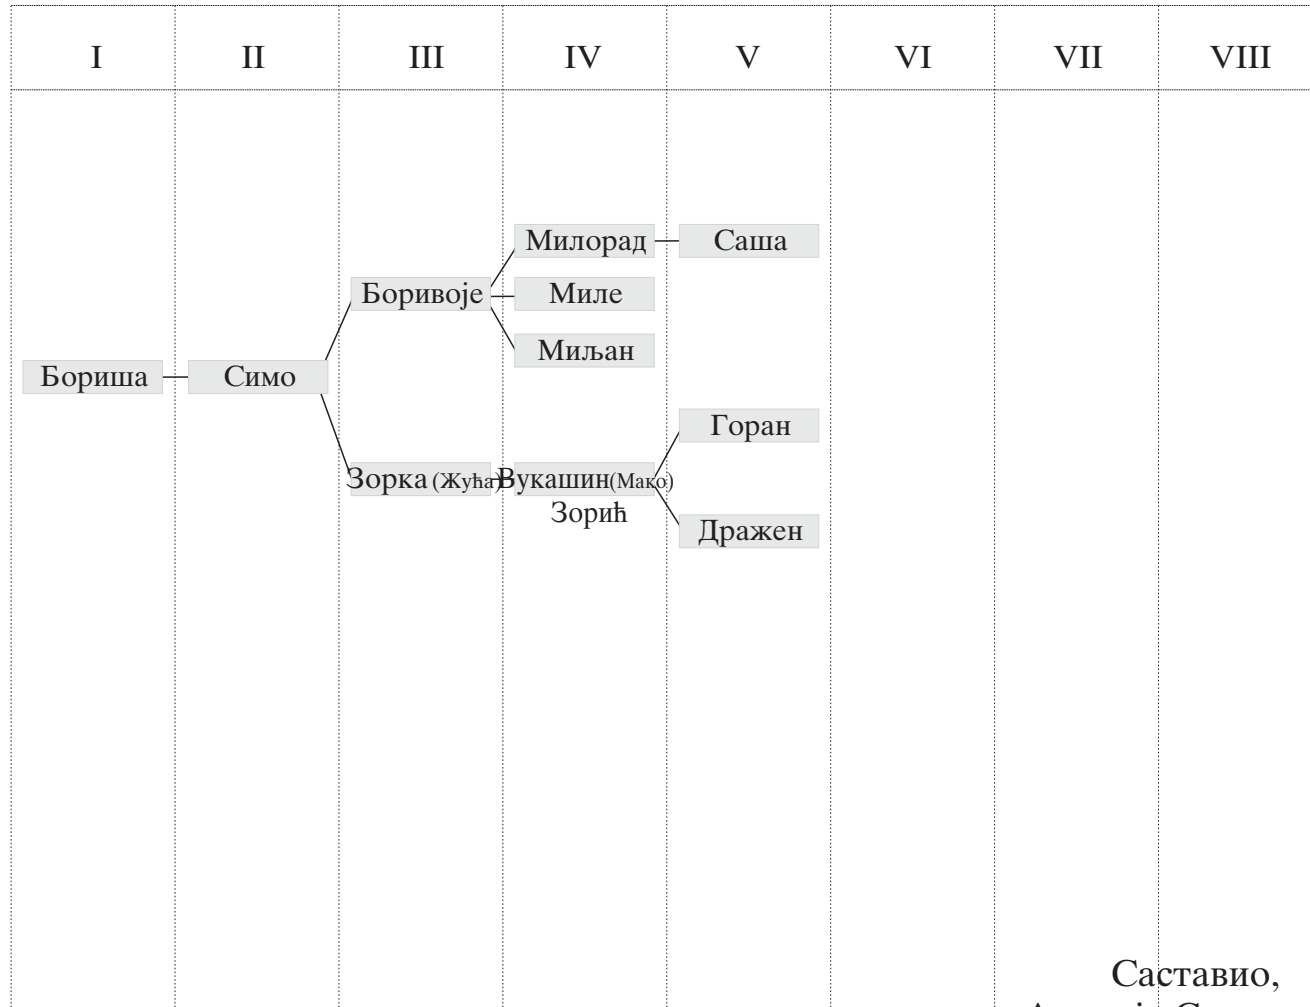 I II III IV V VI VII VIII
Милорад Саша
Боривоје Миле
Миљан
Бориша Симо
Горан
Зорка (Жућа) Вукашин(Мако)
Зорић
Дражен
Саставио,